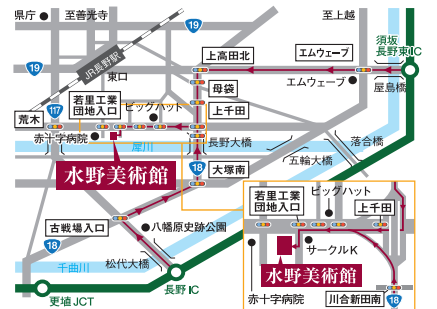 県庁
至善光寺
至上越
19
19
須坂
長野東IC
上高田北
エムウェーブ
JR長野駅
東口
母袋
エムウェーブ
屋島橋
117
若里工業
団地入口
ビッグハット
上千田
荒木
赤十字病院
長野大橋
落合橋
犀川
五輪大橋
水野美術館
18
大塚南
古戦場入口
八幡原史跡公園
18
松代大橋
千曲川
更埴JCT
長野IC
ビッグハット
若里工業
団地入口
上千田
サークルK
水野美術館
18
赤十字病院
川合新田南